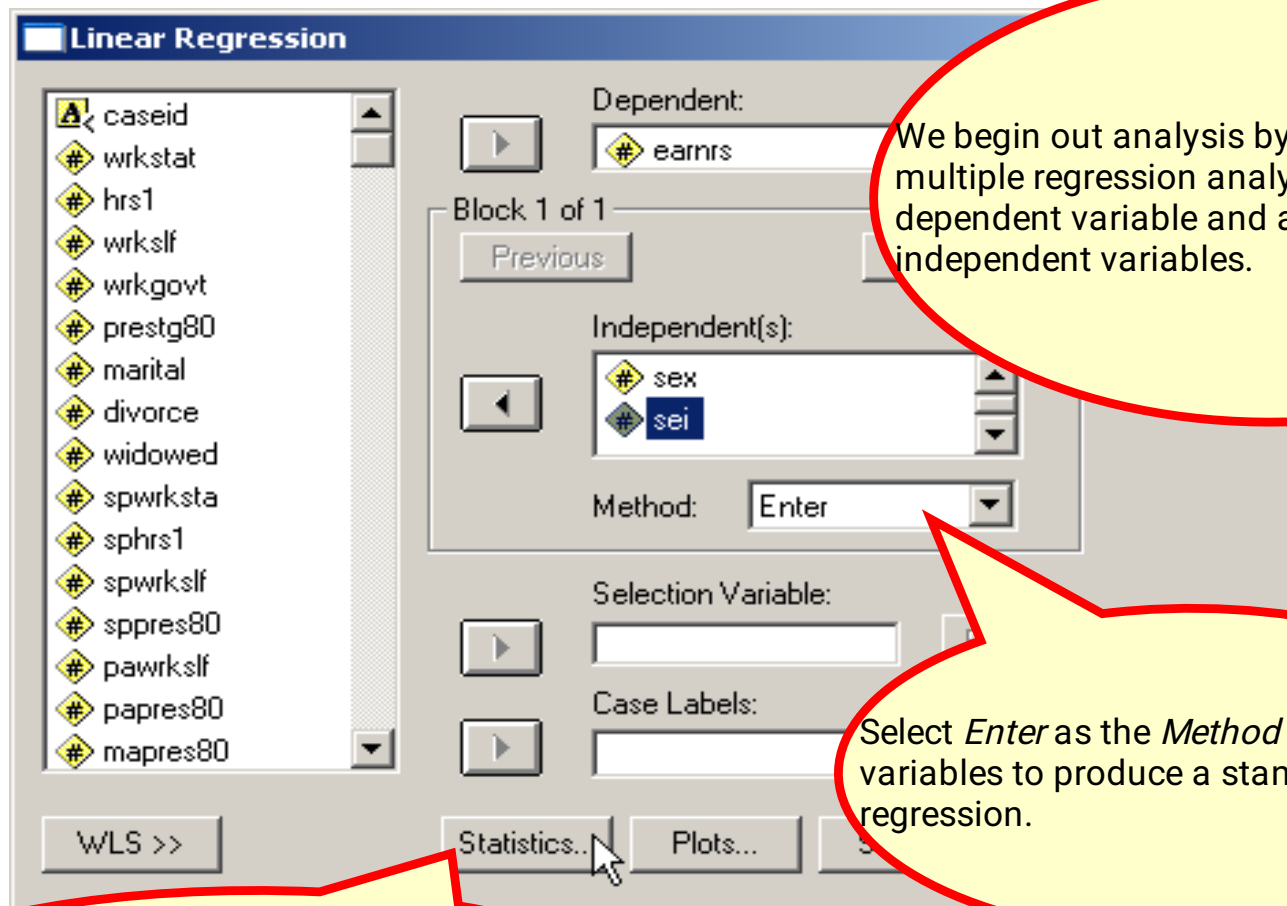 Linear Regression
caseid
wrkstat
hrs1
wrkslf
wrkgovt
prestg80
marital
divorce
widowed
spwrksta
sphrs1
spwrkslf
sppres80
pawrkslf
papres80
mapres80
Dependent:
earnrs
Block 1 of 1
Previous
Independent(s):
sex
sei
Method: Enter
Selection Variable:
Case Labels:
WLS >>
Statistics...
Plots...
We begin out analysis by
multiple regression
dependent variable and
independent variables.
Select Enter as the Method
variables to produce a
regression.